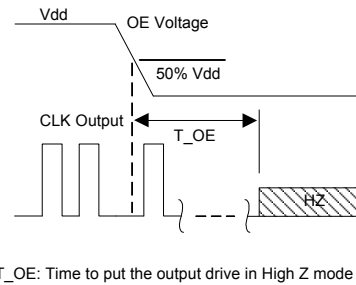 Vdd
OE Voltage
50% Vdd
CLK Output
T_OE
HZ
T_OE: Time to put the output drive in High Z mode